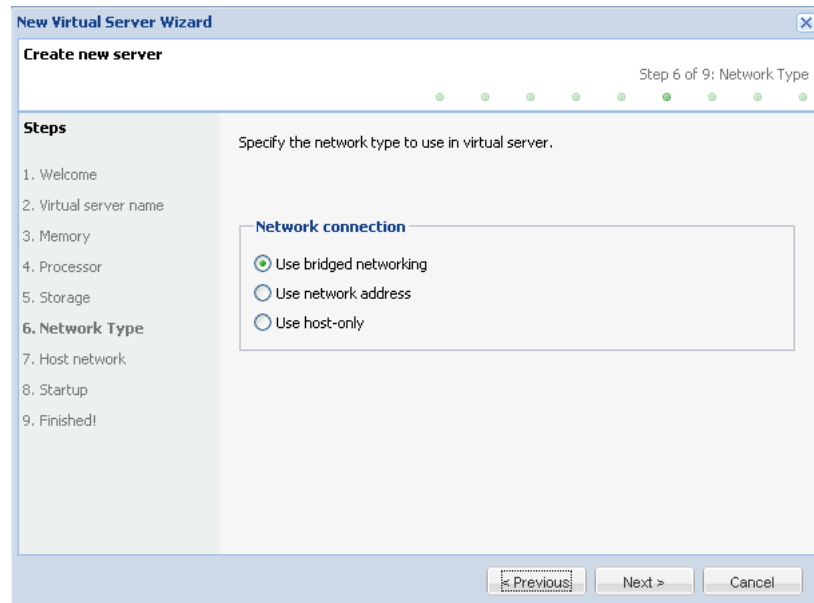 New Virtual Server Wizard
Create new server
Step 6 of 9: Network Type
Steps
1. Welcome
2. Virtual server name
3. Memory
4. Processor
5. Storage
6. Network Type
7. Host network
8. Startup
9. Finished!
Specify the network type to use in virtual server.
Network connection
Use bridged networking
Use network address
Use host-only
< Previous
Next >
Cancel